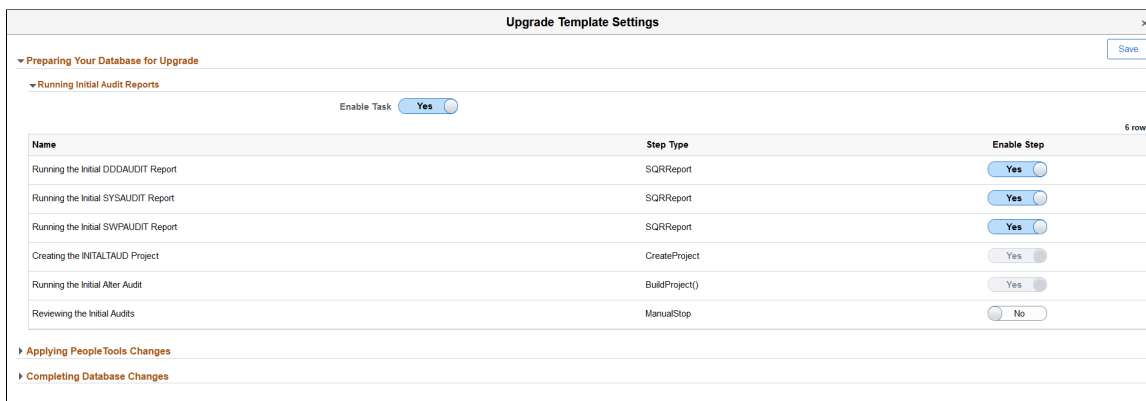 Upgrade Template Settings ×
Save
Preparing Your Database for Upgrade
Running Initial Audit Reports
Enable Task Yes
6 row
Name Step Type Enable Step
Running the Initial DDDAUDIT Report SQRReport Yes
Running the Initial SYSAUDIT Report SQRReport Yes
Running the Initial SWPAUDIT Report SQRReport Yes
Creating the INITALTAUD Project CreateProject Yes
Running the Initial Alter Audit BuildProject() Yes
Reviewing the Initial Audits ManualStop No
Applying PeopleTools Changes
Completing Database Changes